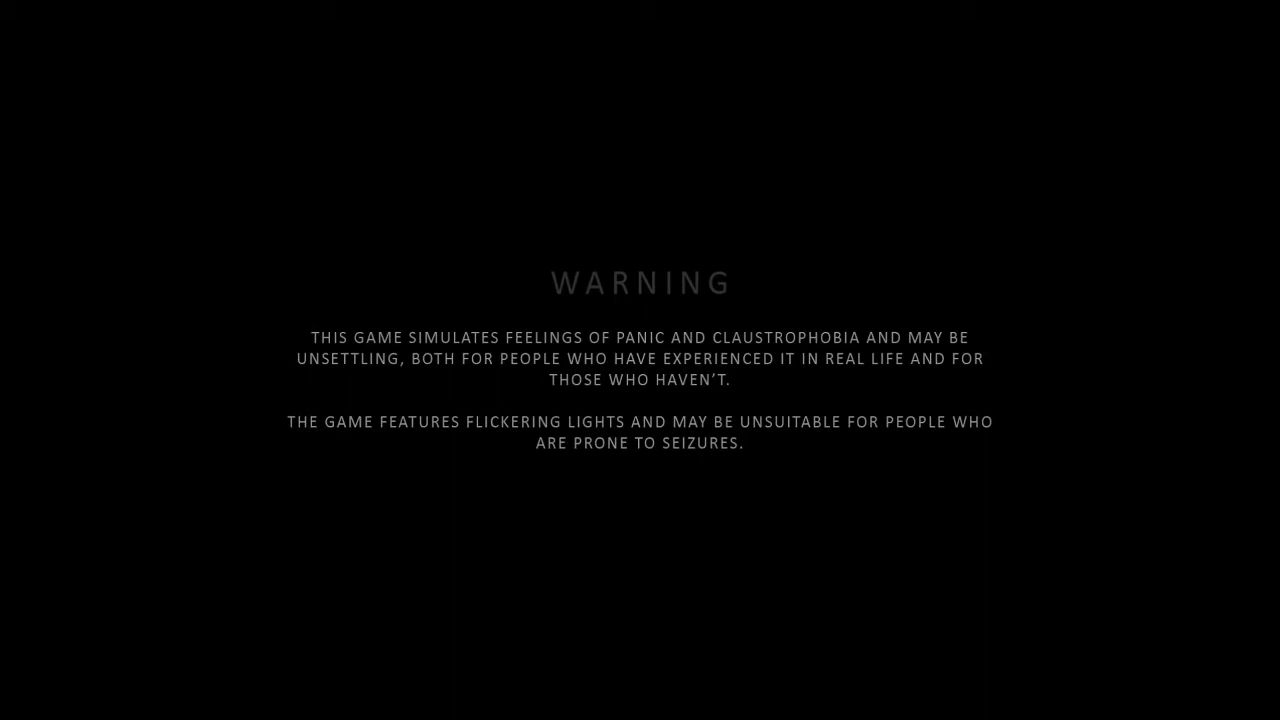 WARNING
THIS GAME SIMULATES FEELINGS OF PANIC AND CLAUSTROPHOBIA AND MAY BE
UNSETTLING, BOTH FOR PEOPLE WHO HAVE EXPERIENCED IT IN REAL LIFE AND FOR
THOSE WHO HAVEN’T.
THE GAME FEATURES FLICKERING LIGHTS AND MAY BE UNSUITABLE FOR PEOPLE WHO
ARE PRONE TO SEIZURES.